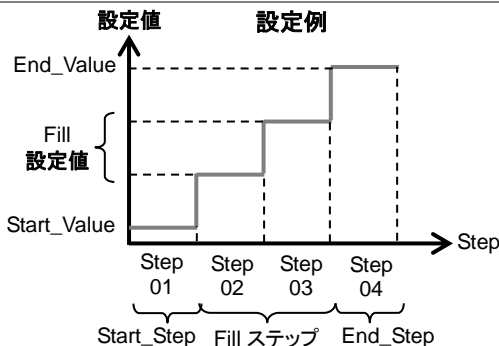 設定値
設定例
End_Value
Fill
設定値
Start_Value
Step
Step
01
Step
02
Step
03
Step
04
Start_Step
Fill ステップ
End_Step